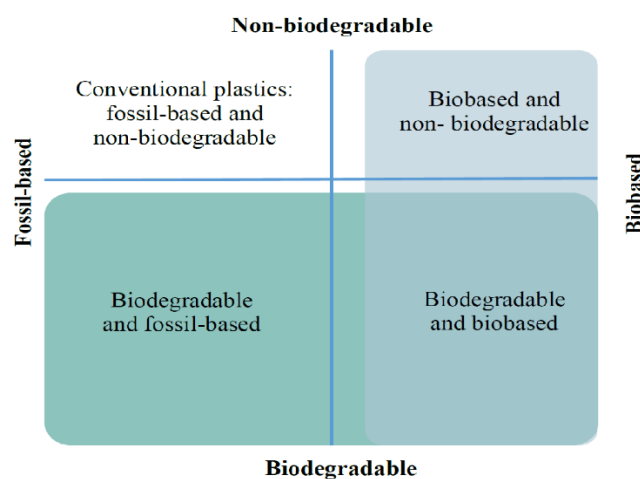 Non-biodegradable
Conventional plastics:
fossil-based and
non-biodegradable
Biobased and
non- biodegradable
Fossil-based
Biobased
Biodegradable
and fossil-based
Biodegradable
and biobased
Biodegradable